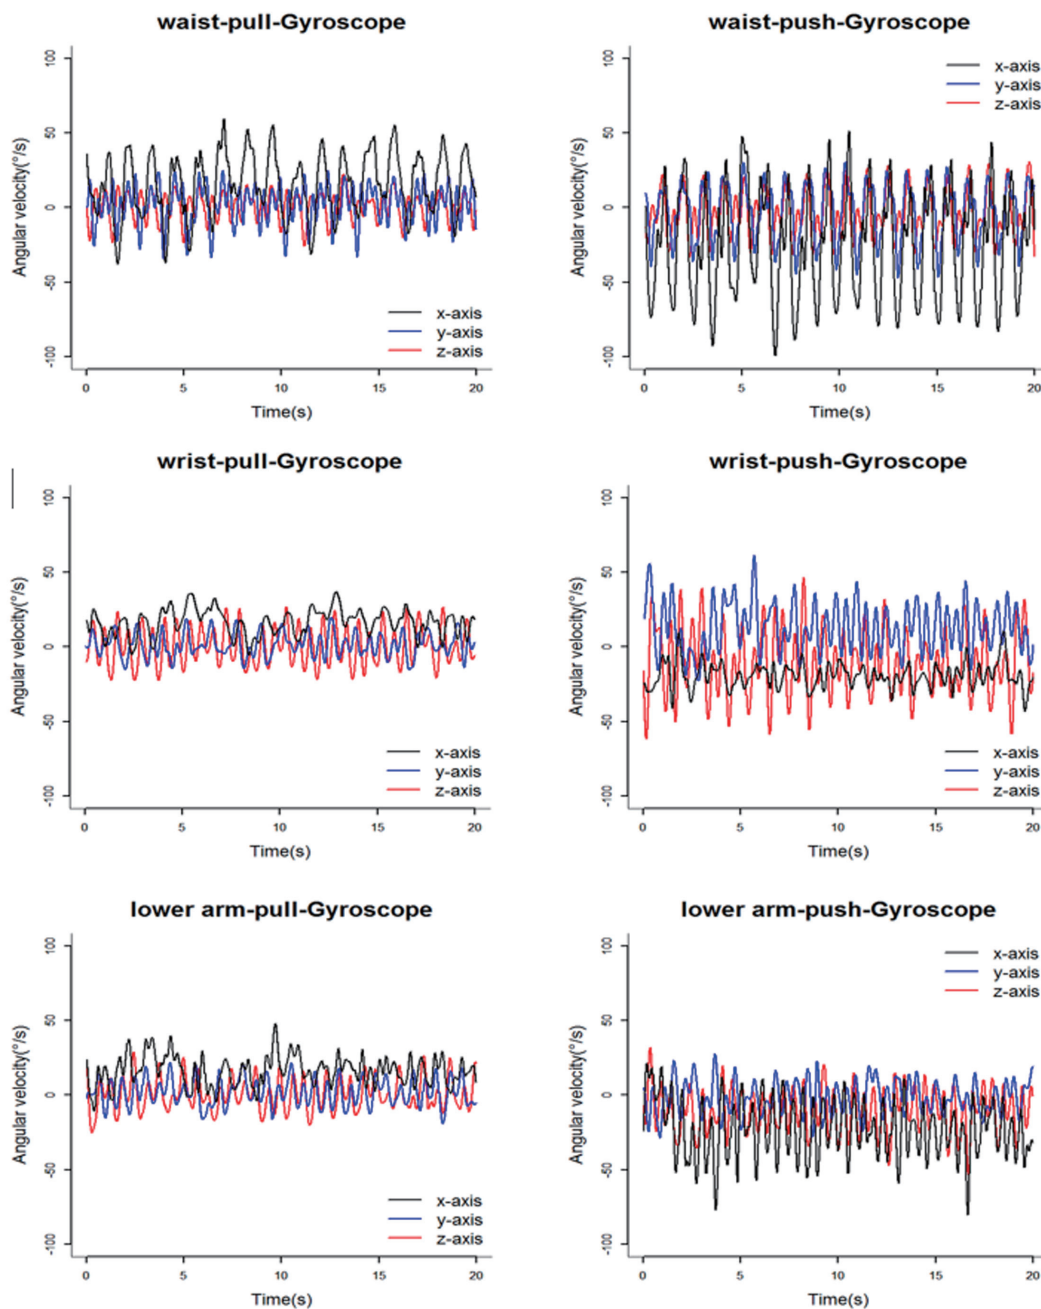 waist-pull-Gyroscope
Angular velocity(°/s)
100
50
0
-50
-100
x-axis
y-axis
z-axis
0 5 10 15 20
Time(s)
waist-push-Gyroscope
Angular velocity(°/s)
100
50
0
-50
-100
x-axis
y-axis
z-axis
0 5 10 15 20
Time(s)
wrist-pull-Gyroscope
Angular velocity(°/s)
100
50
0
-50
-100
x-axis
y-axis
z-axis
0 5 10 15 20
Time(s)
wrist-push-Gyroscope
Angular velocity(°/s)
100
50
0
-50
-100
x-axis
y-axis
z-axis
0 5 10 15 20
Time(s)
lower arm-pull-Gyroscope
Angular velocity(°/s)
100
50
0
-50
-100
x-axis
y-axis
z-axis
0 5 10 15 20
Time(s)
lower arm-push-Gyroscope
Angular velocity(°/s)
100
50
0
-50
-100
x-axis
y-axis
z-axis
0 5 10 15 20
Time(s)